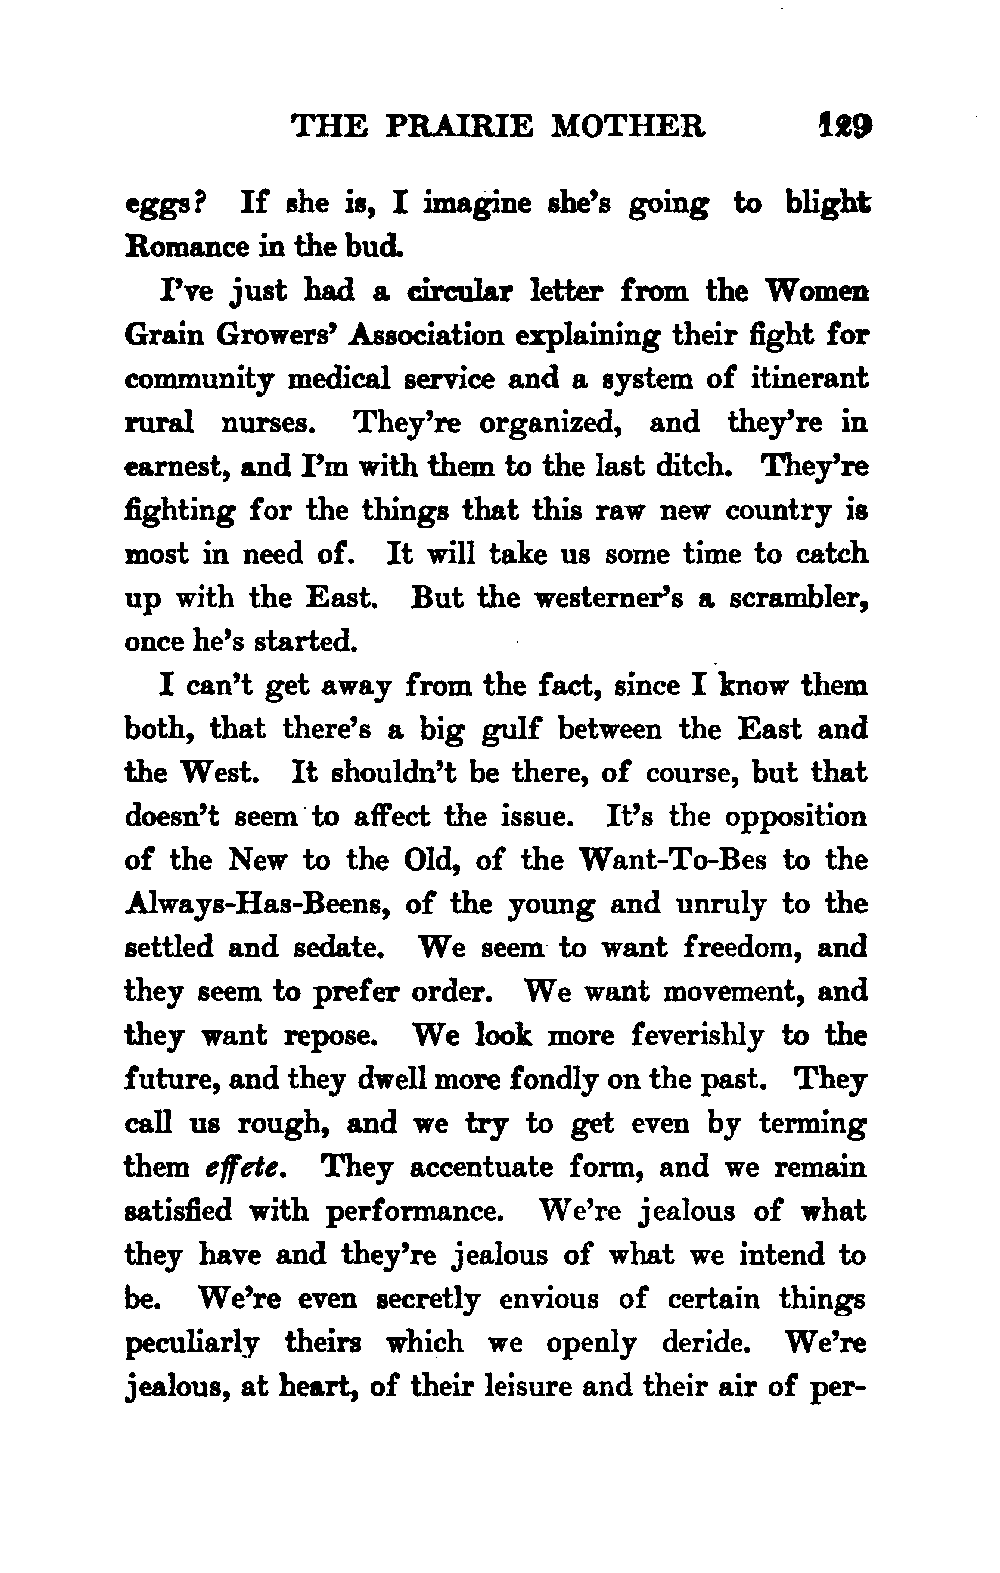 THE PRAIRIE MOTHER 129
eggs? If she is, I imagine she's going to blight
Romance in the bud.
I've just had a circular letter from the Women
Grain Growers' Association explaining their fight for
community medical service and a system of itinerant
rural nurses. They're organized, and they're in
earnest, and I'm with them to the last ditch. They're
fighting for the things that this raw new country is
most in need of. It will take us some time to catch
up with the East. But the westerner's a scrambler,
once he's started.
I can't get away from the fact, since I know them
both, that there's a big gulf between the East and
the West. It shouldn't be there, of course, but that
doesn't seem to affect the issue. It's the opposition
of the New to the Old, of the Want-To-Bes to the
Always-Has-Beens, of the young and unruly to the
settled and sedate. We seem to want freedom, and
they seem to prefer order. We want movement, and
they want repose. We look more feverishly to the
future, and they dwell more fondly on the past. They
call us rough, and we try to get even by terming
them effete. They accentuate form, and we remain
satisfied with performance. We're jealous of what
they have and they're jealous of what we intend to
be. We're even secretly envious of certain things
peculiarly theirs which we openly deride. We're
jealous, at heart, of their leisure and their air of per-